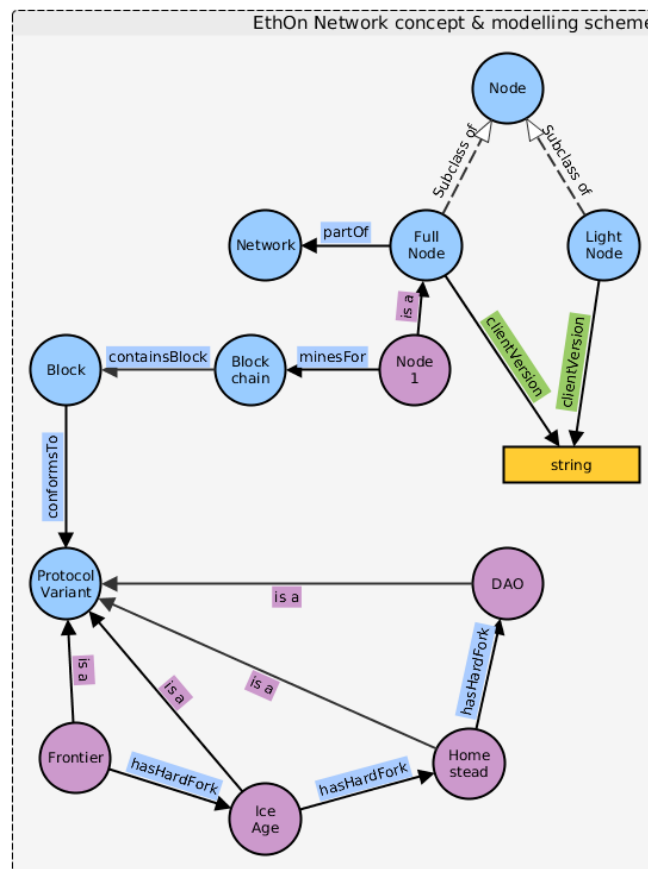 EthOn Network concept & modelling scheme
Node
Subclass of
Subclass of
Network
partOf
Full
Node
Light
Node
is a
clientVersion
clientVersion
Block
containsBlock
Block
chain
minesFor
Node
1
string
conformsTo
Protocol
Variant
is a
DAO
is a
is a
is a
hasHardFork
Frontier
hasHardFork
Ice
Age
hasHardFork
Home
stead